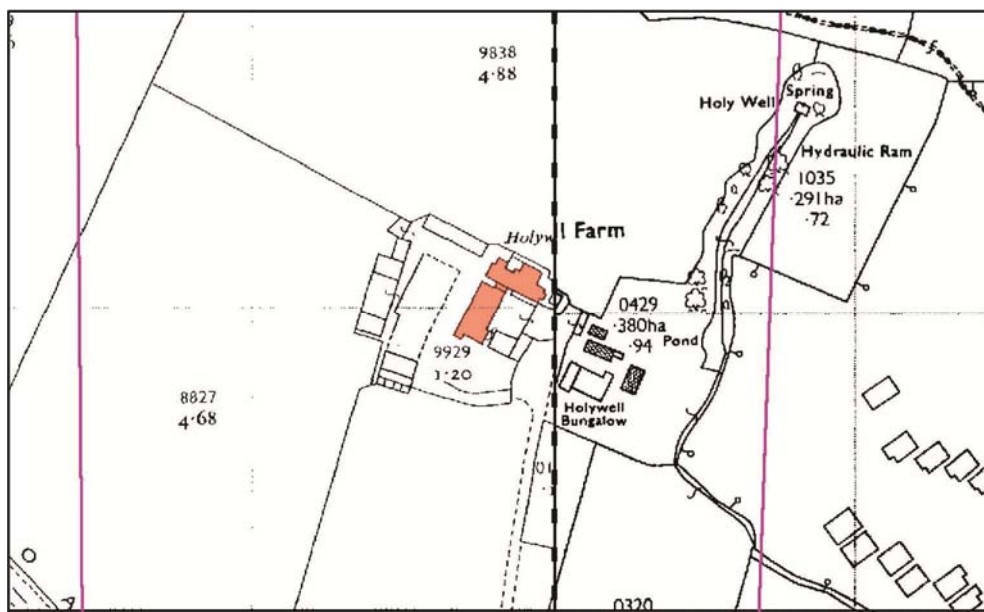 9838
4·88
Holy Well
Spring
Hydraulic Ram
1035
·291ha
·72
Holyw
l Farm
0429
·380ha
·94
Pond
9929
1·20
8827
4·68
Holywell
Bungalow
01
O
A
0320